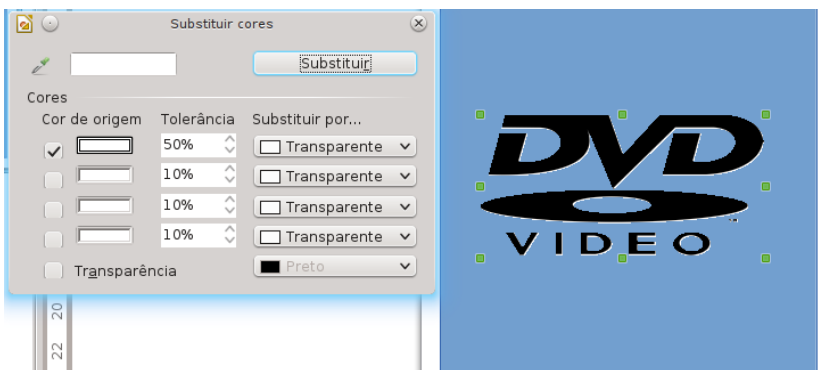 Substituir cores
Substituir
Cores
Cor de origem Tolerância Substituir por...
50% Transparente
10% Transparente
10% Transparente
10% Transparente
Transparência Preto
20
22
DVD
VIDEO